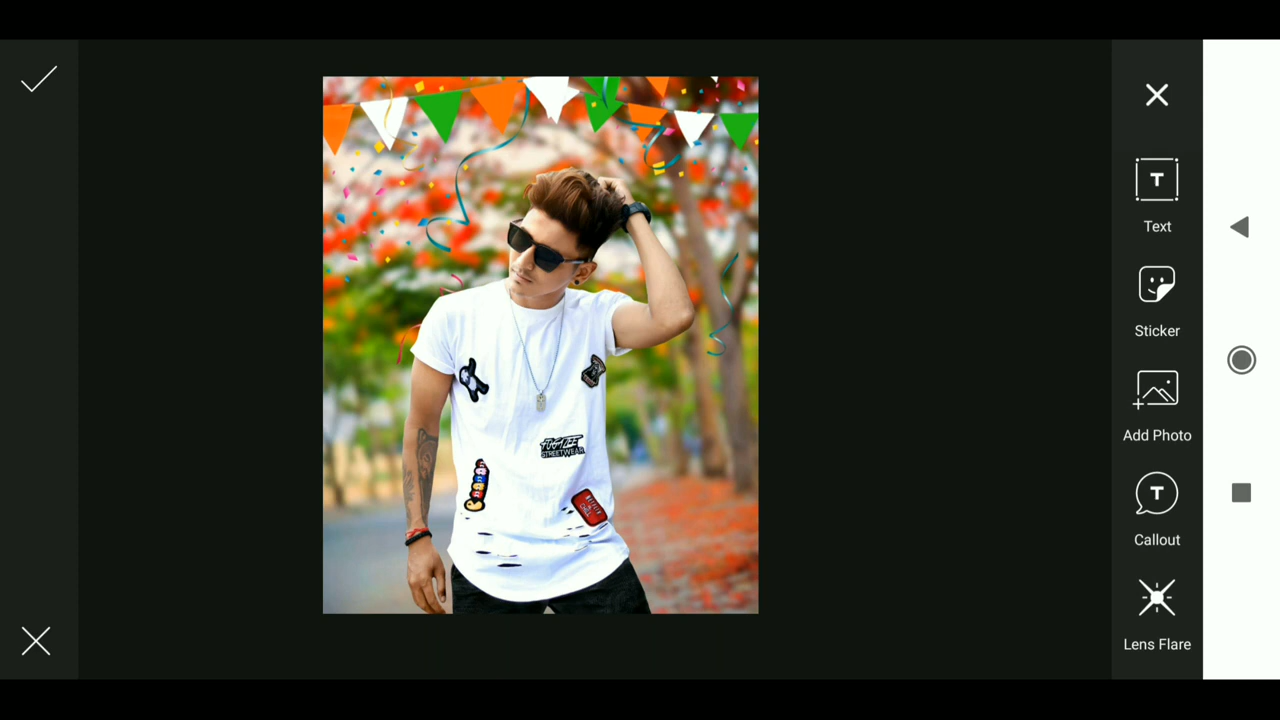 T
Text
Sticker
Add Photo
T
Callout
Lens Flare
STREETWEAR